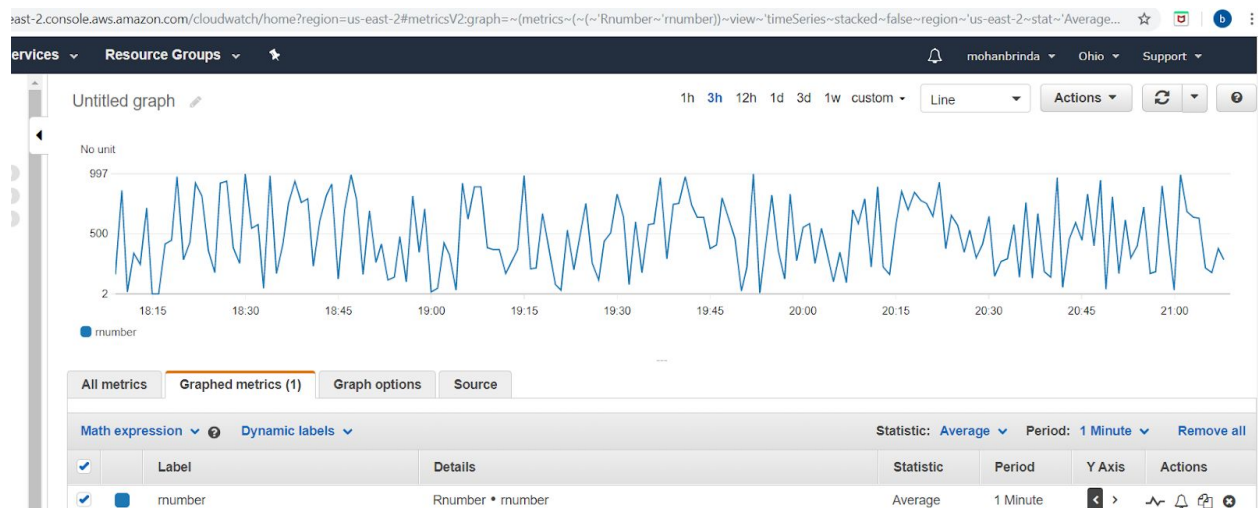 east-2.console.aws.amazon.com/cloudwatch/home?region=us-east-2#metricsV2:graph=~(metrics~(~(~'Rnumber~'rnumber))~view~'timeSeries~stacked~false~region~'us-east-2~stat~'Average... b
ervices Resource Groups mohanbrinda Ohio Support
Untitled graph 1h 3h 12h 1d 3d 1w custom Line Actions
No unit
997
500
2
18:15 18:30 18:45 19:00 19:15 19:30 19:45 20:00 20:15 20:30 20:45 21:00
rnumber
All metrics Graphed metrics (1) Graph options Source
Math expression Dynamic labels Statistic: Average Period: 1 Minute Remove all
Label Details Statistic Period Y Axis Actions
rnumber Rnumber • rnumber Average 1 Minute